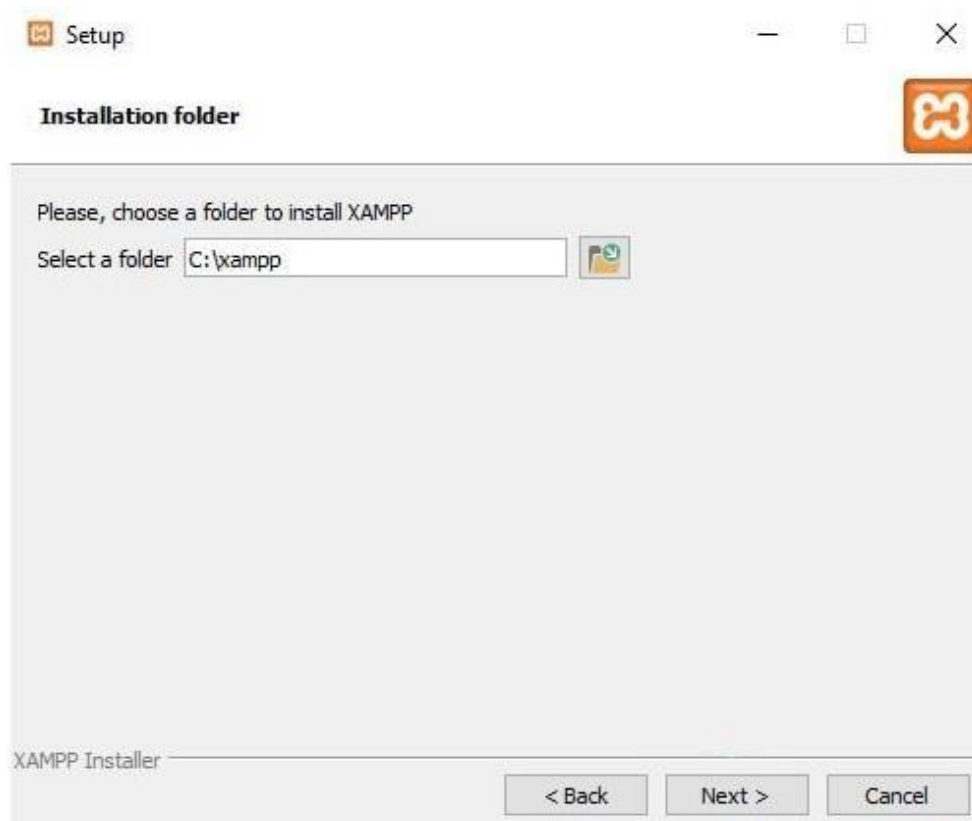 Setup
Installation folder
Please, choose a folder to install XAMPP
Select a folder C:\xampp
XAMPP Installer
< Back Next > Cancel